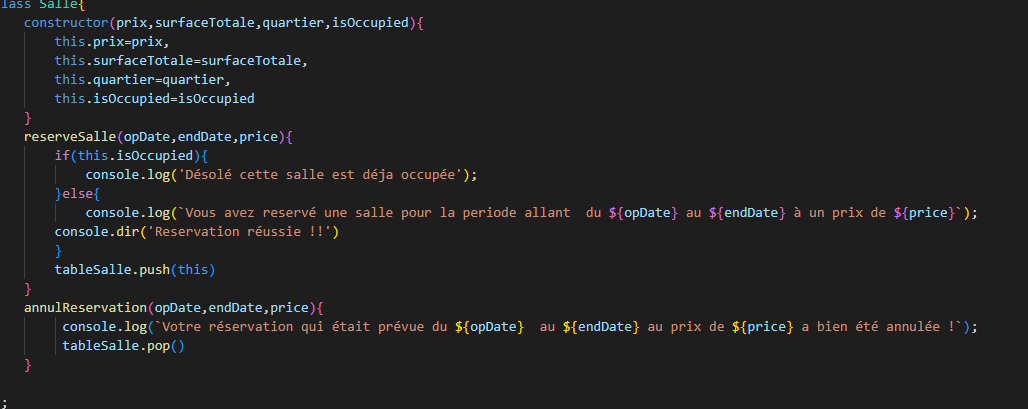 lass Salle{
constructor(prix,surfaceTotale,quartier,isOccupied){
this.prix=prix,
this.surfaceTotale=surfaceTotale,
this.quartier=quartier,
this.isOccupied=isOccupied
}
reserveSalle(opDate,endDate,price){
if(this.isOccupied){
console.log('Désolé cette salle est déja occupée');
}else{
console.log(`Vous avez reservé une salle pour la periode allant  du ${opDate} au ${endDate} à un prix de ${price}`);
console.dir('Reservation réussie !!')
}
tableSalle.push(this)
}
annulReservation(opDate,endDate,price){
console.log(`Votre réservation qui était prévue du ${opDate}  au ${endDate} au prix de ${price} a bien été annulée !`);
tableSalle.pop()
}
;